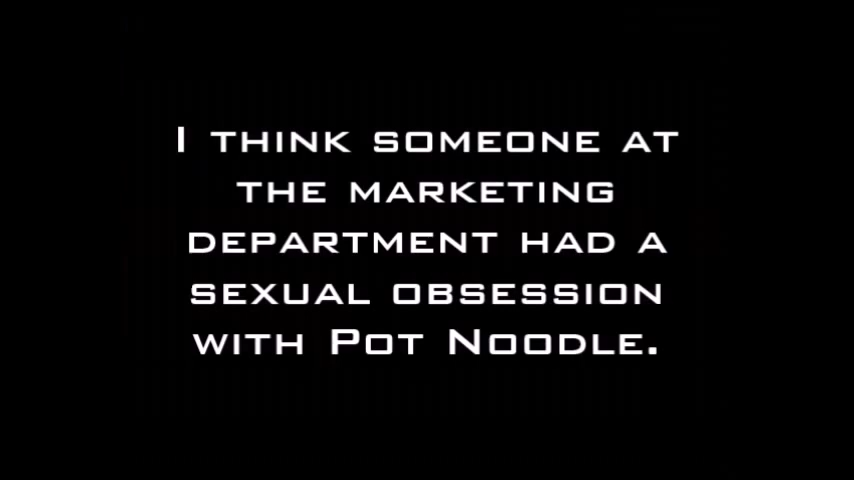 I THINK SOMEONE AT
THE MARKETING
DEPARTMENT HAD A
SEXUAL OBSESSION
WITH POT NOODLE.